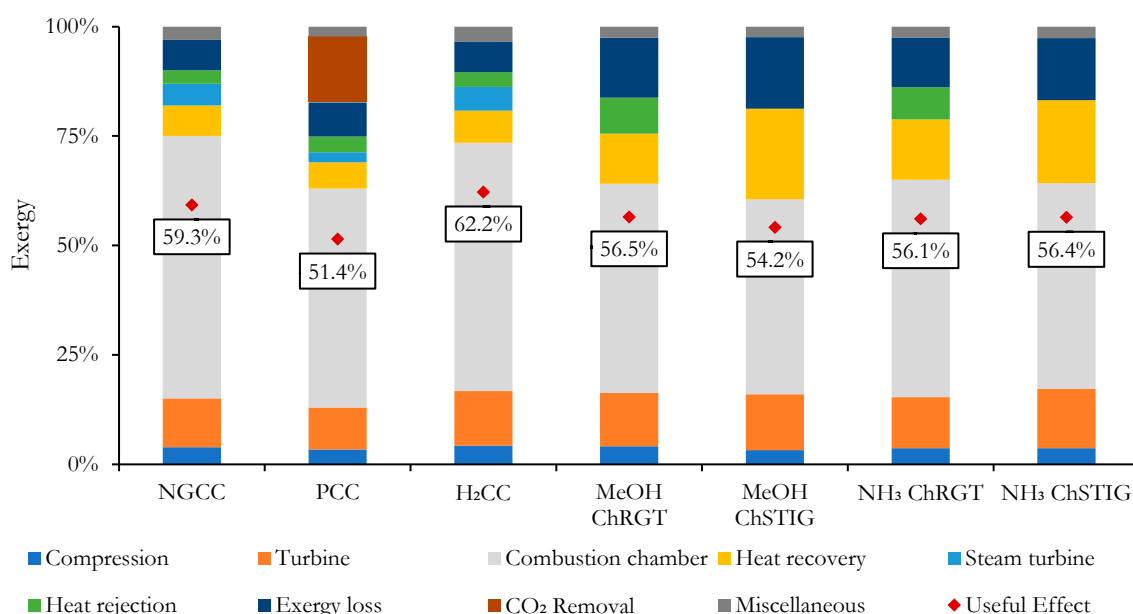 100%
75%
50%
25%
0%
Exergy
59.3%
51.4%
62.2%
56.5%
54.2%
56.1%
56.4%
NGCC
PCC
H₂CC
MeOH
ChRGT
MeOH
ChSTIG
NH₃ ChRGT
NH₃ ChSTIG
Compression
Turbine
Combustion chamber
Heat recovery
Steam turbine
Heat rejection
Exergy loss
CO₂ Removal
Miscellaneous
Useful Effect